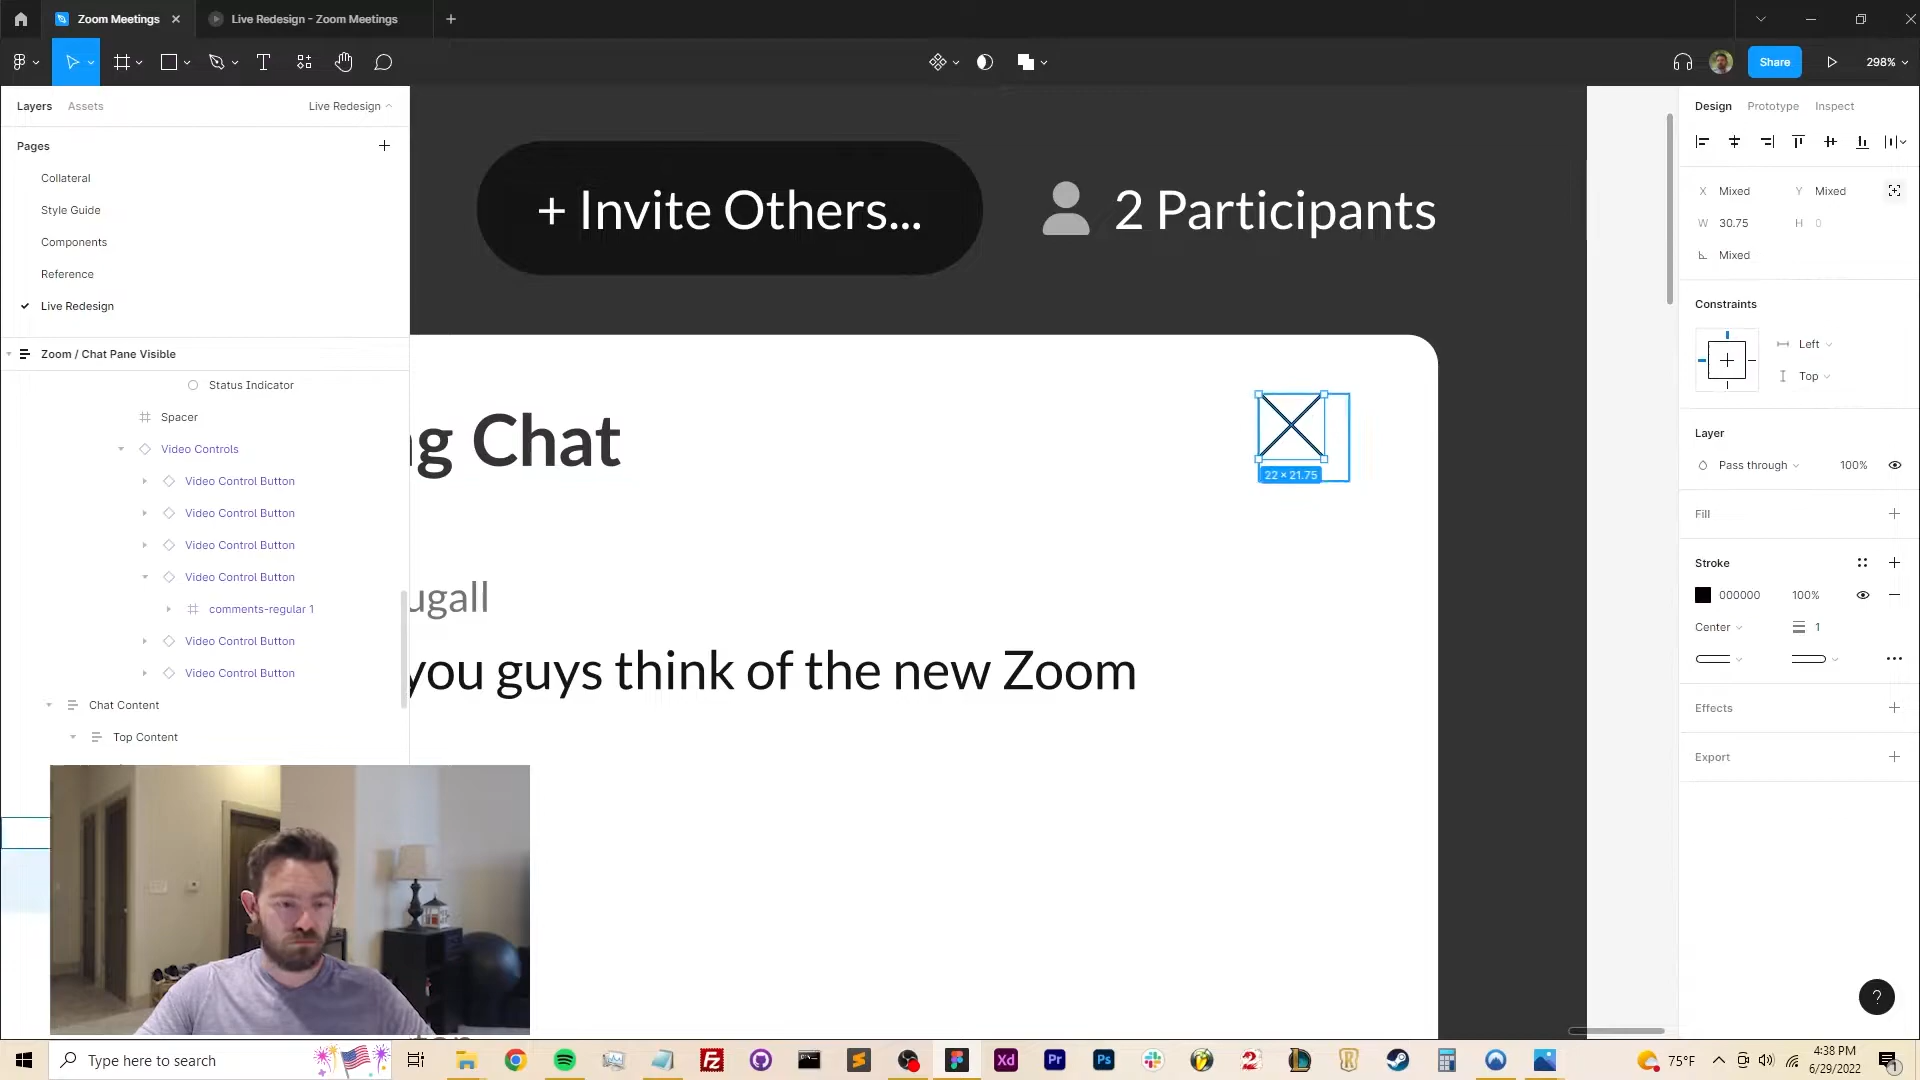 Zoom Meetings
Live Redesign - Zoom Meetings
Share
298%
Layers
Assets
Live Redesign
Pages
Collateral
Style Guide
Components
Reference
Live Redesign
Zoom / Chat Pane Visible
Status Indicator
Spacer
Video Controls
Video Control Button
Video Control Button
Video Control Button
Video Control Button
comments-regular 1
Video Control Button
Video Control Button
Chat Content
Top Content
+ Invite Others...
2 Participants
g Chat
22 × 21.75
ugall
you guys think of the new Zoom
Design
Prototype
Inspect
X Mixed
Y Mixed
W 30.75
H 0
Mixed
Constraints
Left
Top
Layer
Pass through
100%
Fill
Stroke
000000
100%
Center
1
Effects
Export
?
Type here to search
Xd
Pr
Ps
75°F
4:38 PM
6/29/2022
1